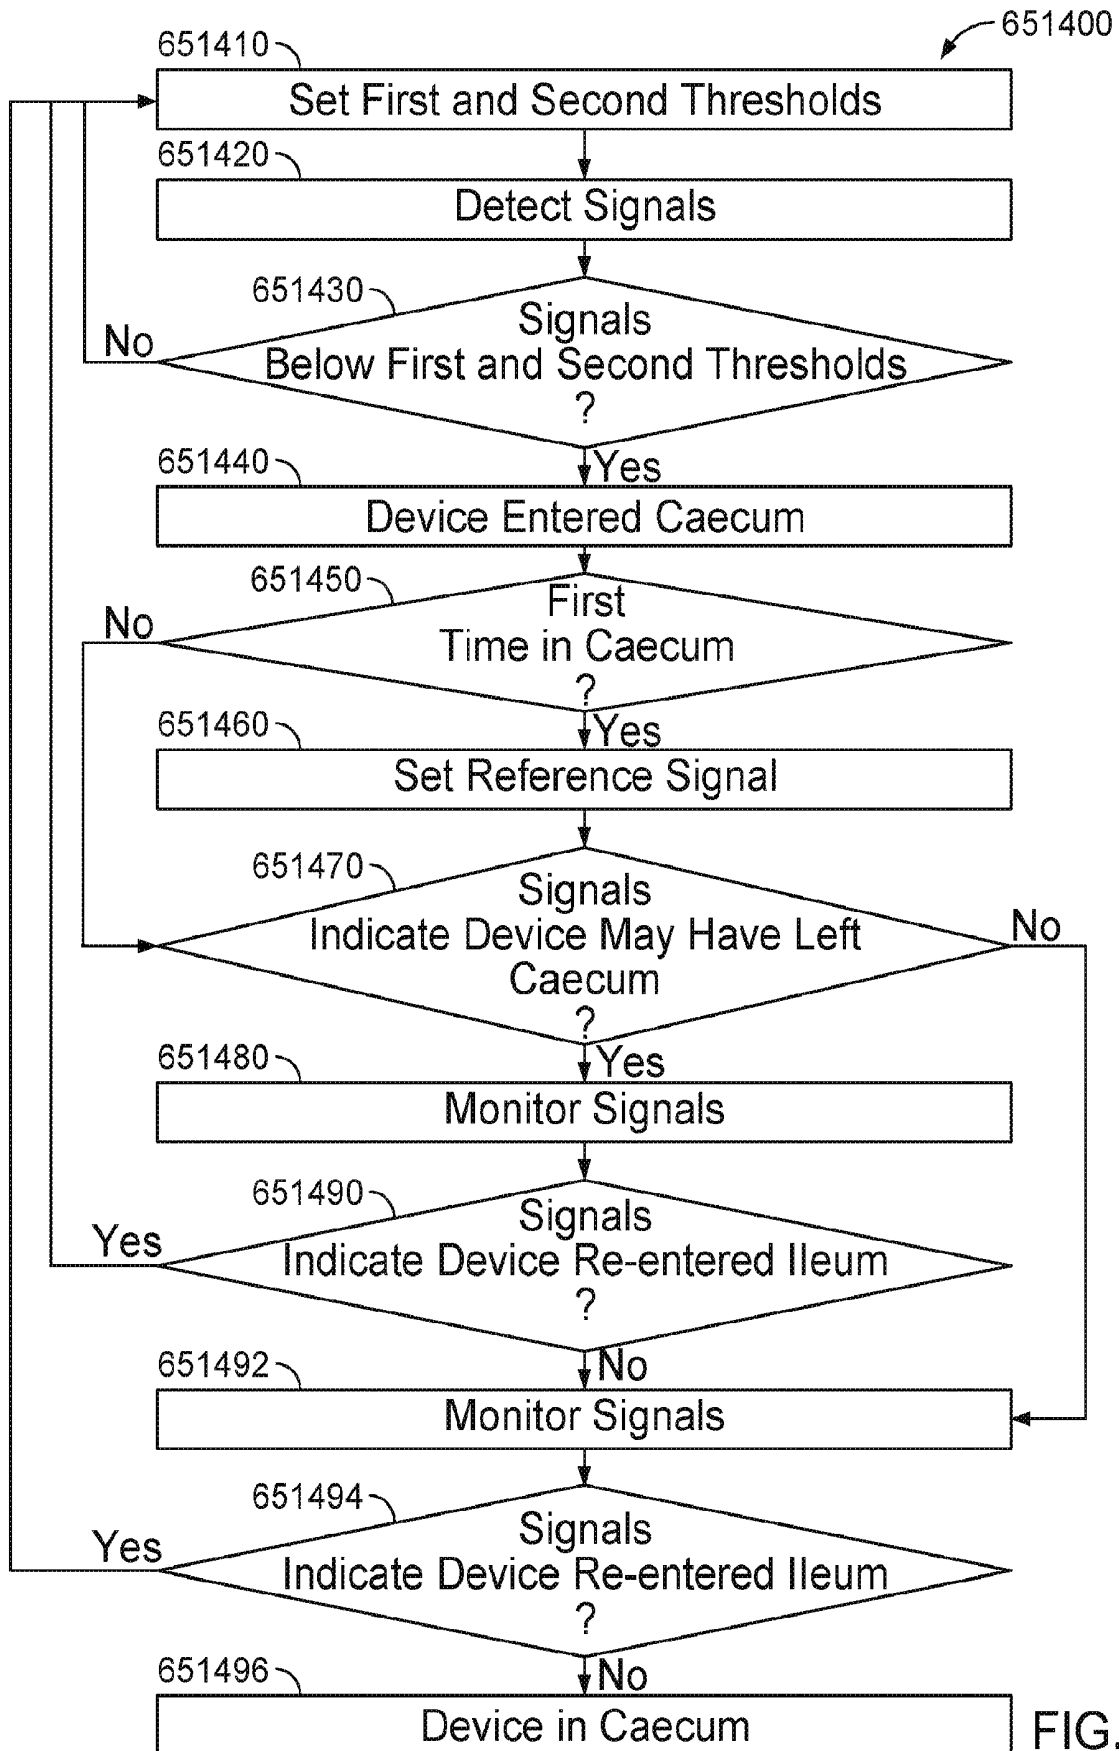 651400
651410
Set First and Second Thresholds
651420
Detect Signals
651430
Signals
Below First and Second Thresholds
?
No
Yes
651440
Device Entered Caecum
651450
First
Time in Caecum
?
No
Yes
651460
Set Reference Signal
651470
Signals
Indicate Device May Have Left
Caecum
?
No
Yes
651480
Monitor Signals
651490
Signals
Indicate Device Re-entered Ileum
?
Yes
No
651492
Monitor Signals
651494
Signals
Indicate Device Re-entered Ileum
?
Yes
No
651496
Device in Caecum
FIG.